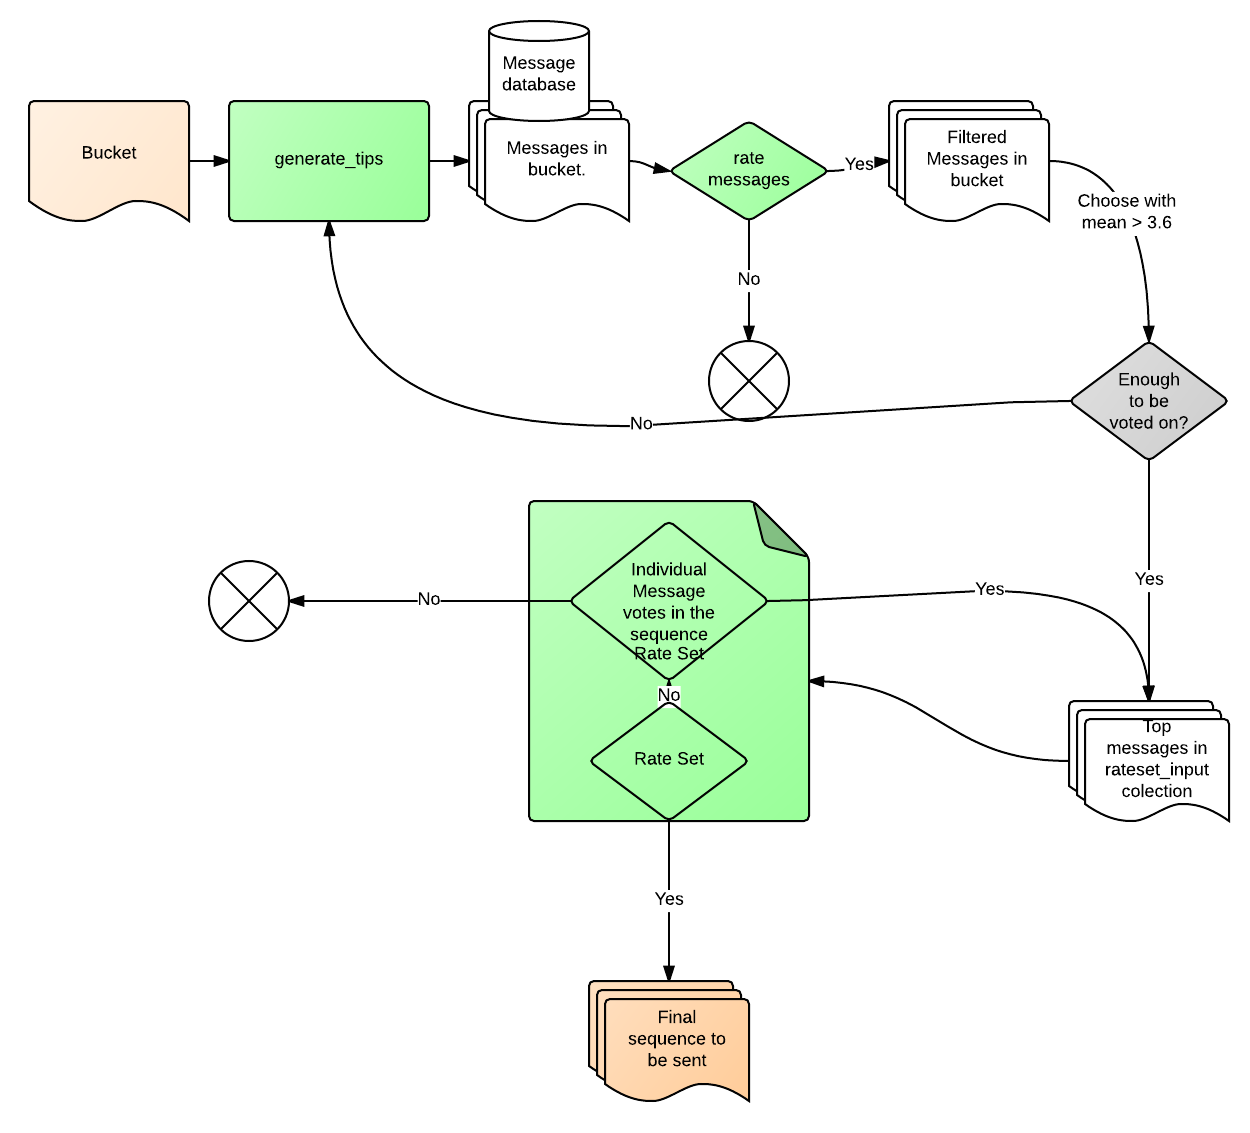 Message
database
Bucket
generate_tips
Messages in
bucket.
rate
messages
Yes
Filtered
Messages in
bucket
Choose with
mean > 3.6
No
Enough
to be
voted on?
No
Yes
Individual
Message
votes in the
sequence
Rate Set
No
Yes
No
Rate Set
Top
messages in
rateset_input
colection
Yes
Final
sequence to
be sent